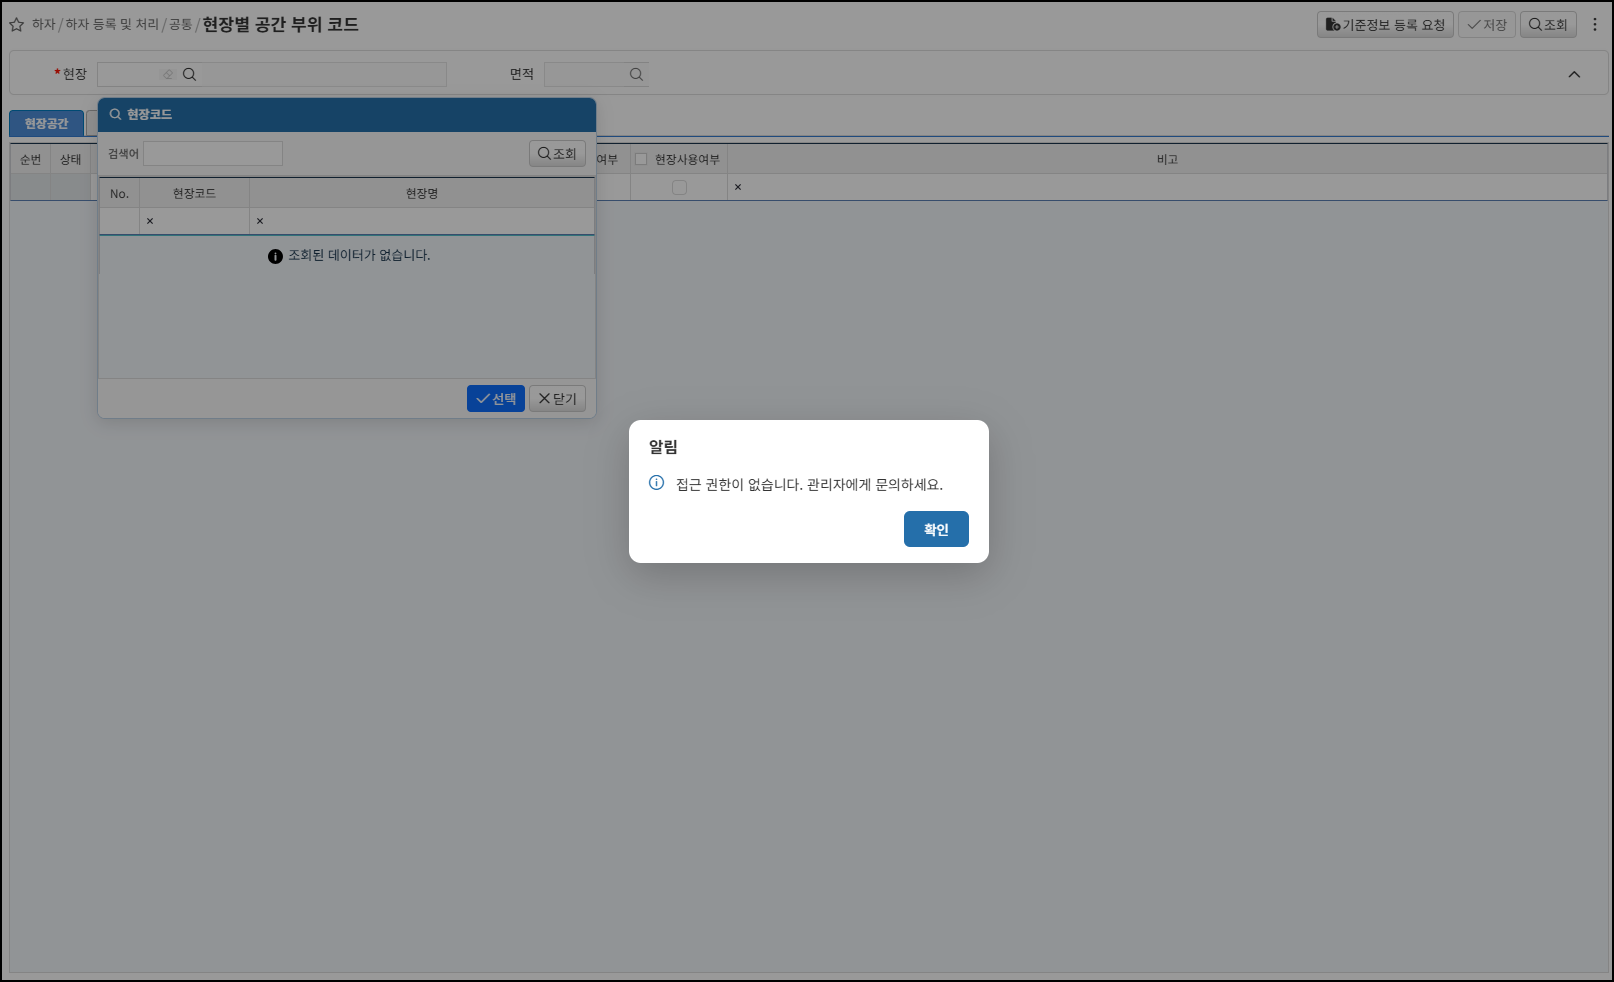 하자 / 하자 등록 및 처리 / 공통 / 현장별 공간 부위 코드
기준정보 등록 요청
저장
조회
*현장
면적
현장공간
현장코드
검색어
조회
순번 상태
여부
현장사용여부
비고
×
No. 현장코드 현장명
× ×
조회된 데이터가 없습니다.
선택
닫기
알림
접근 권한이 없습니다. 관리자에게 문의하세요.
확인